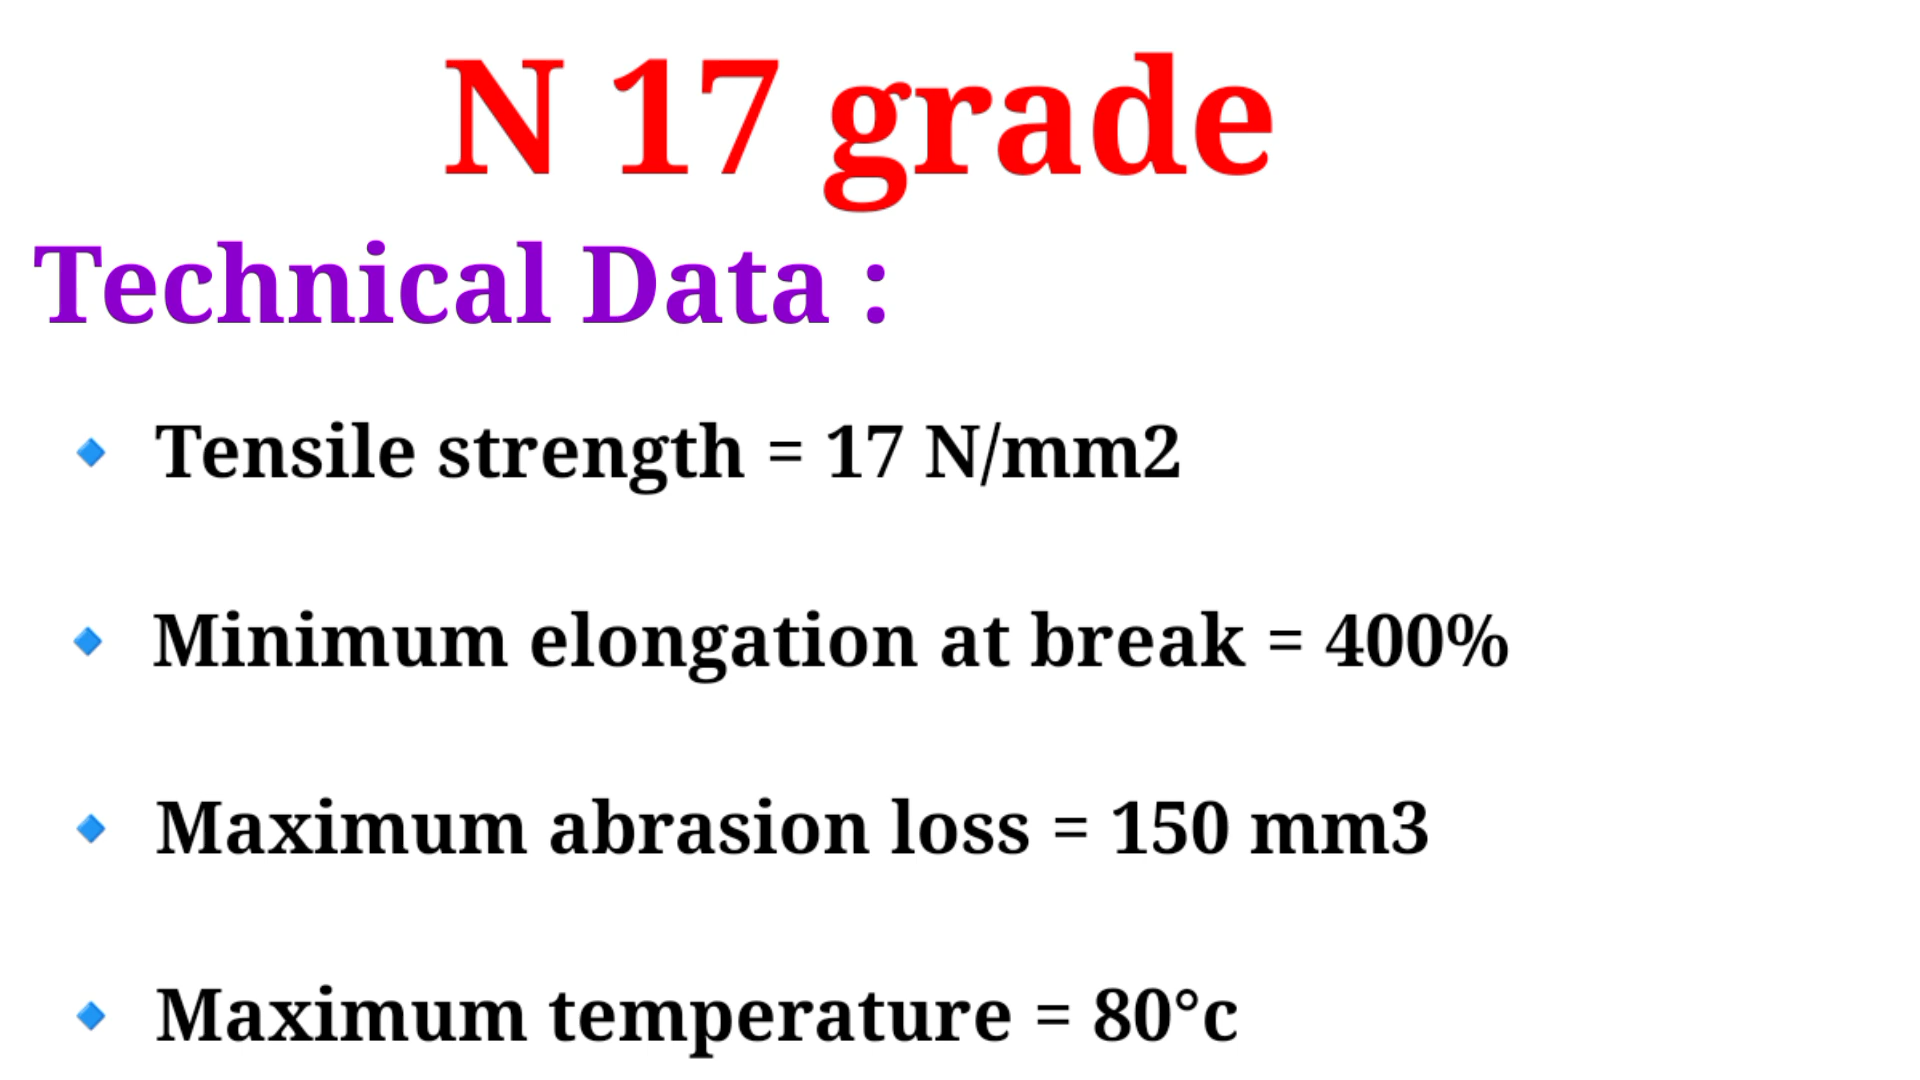 N 17 grade
Technical Data :
🔹 Tensile strength = 17 N/mm2
🔹 Minimum elongation at break = 400%
🔹 Maximum abrasion loss = 150 mm3
🔹 Maximum temperature = 80°c